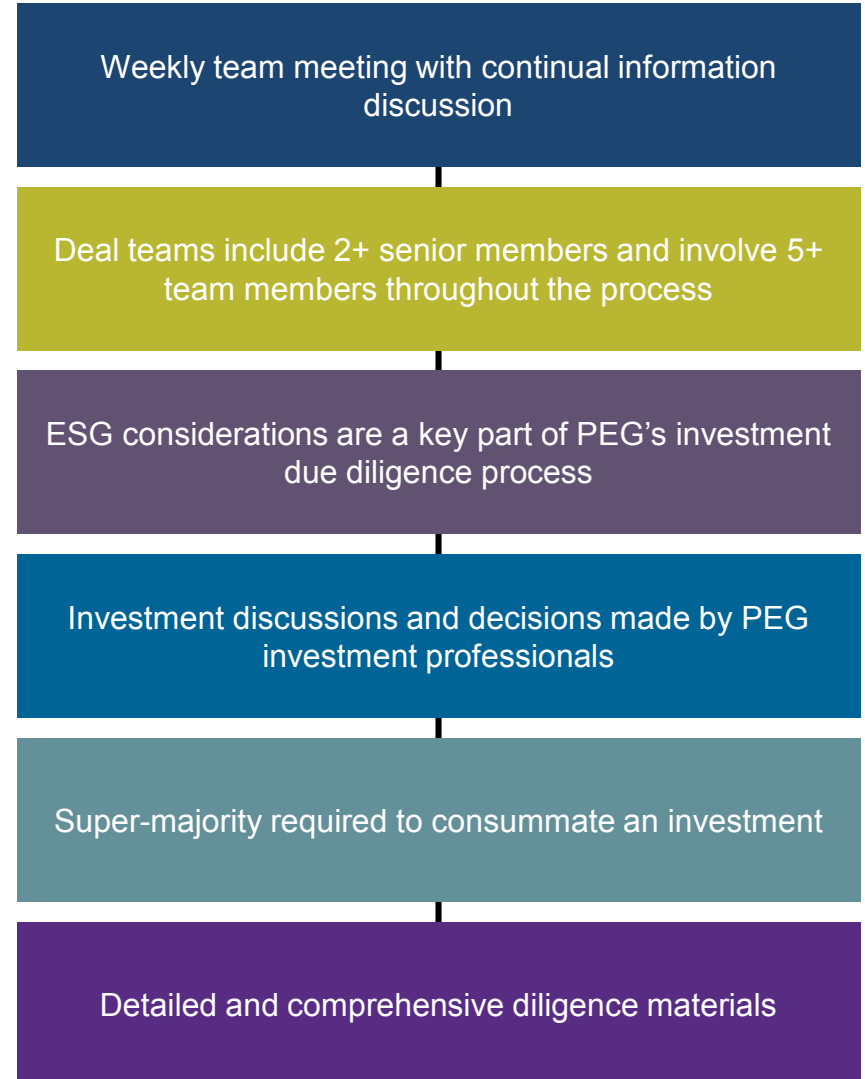 Weekly team meeting with continual information
discussion
Deal teams include 2+ senior members and involve 5+
team members throughout the process
ESG considerations are a key part of PEG’s investment
due diligence process
Investment discussions and decisions made by PEG
investment professionals
Super-majority required to consummate an investment
Detailed and comprehensive diligence materials